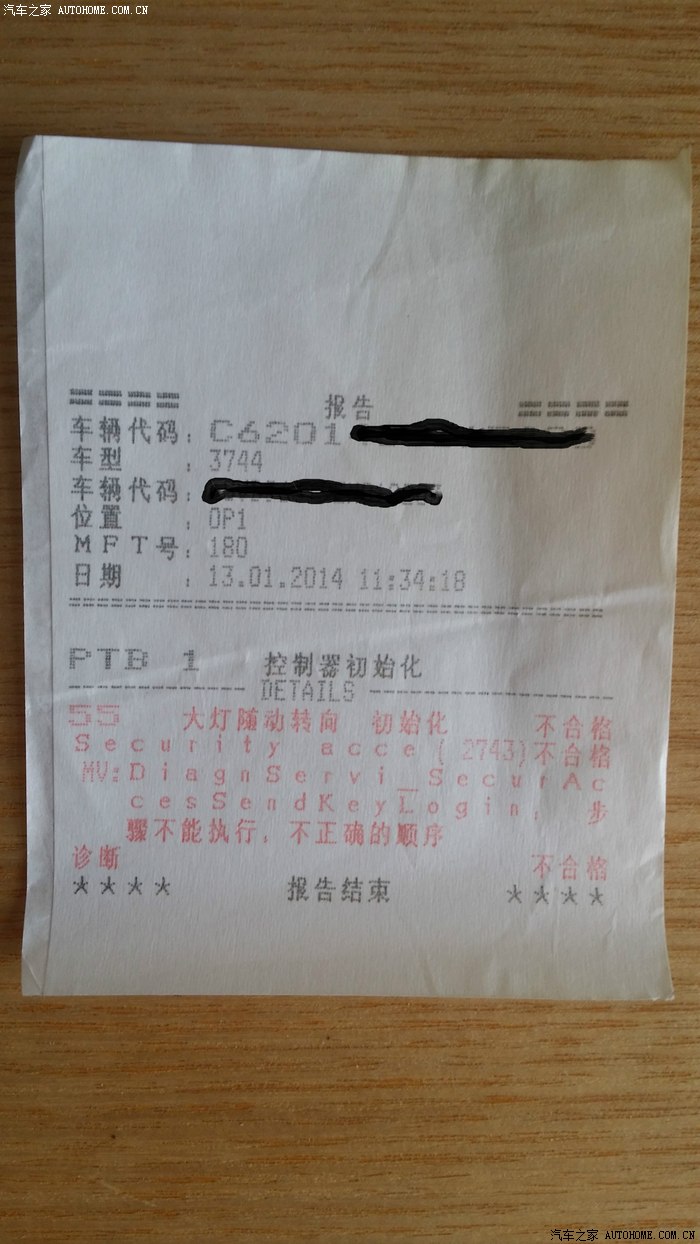 汽车之家 AUTOHOME.COM.CN
==== 报告 ====
车辆代码: C6201
车型 : 3744
车辆代码:
位置 : OP1
MFT号: 180
日期 : 13.01.2014 11:34:18
PTB 1 控制器初始化
DETAILS
55 大灯随动转向 初始化 不合格
Security acce(2743)不合格
MV:DiagnServi_SecurAc
cesSendKeyLogin, 步
骤不能执行,不正确的顺序
诊断 不合格
**** 报告结束 ****
汽车之家 AUTOHOME.COM.CN